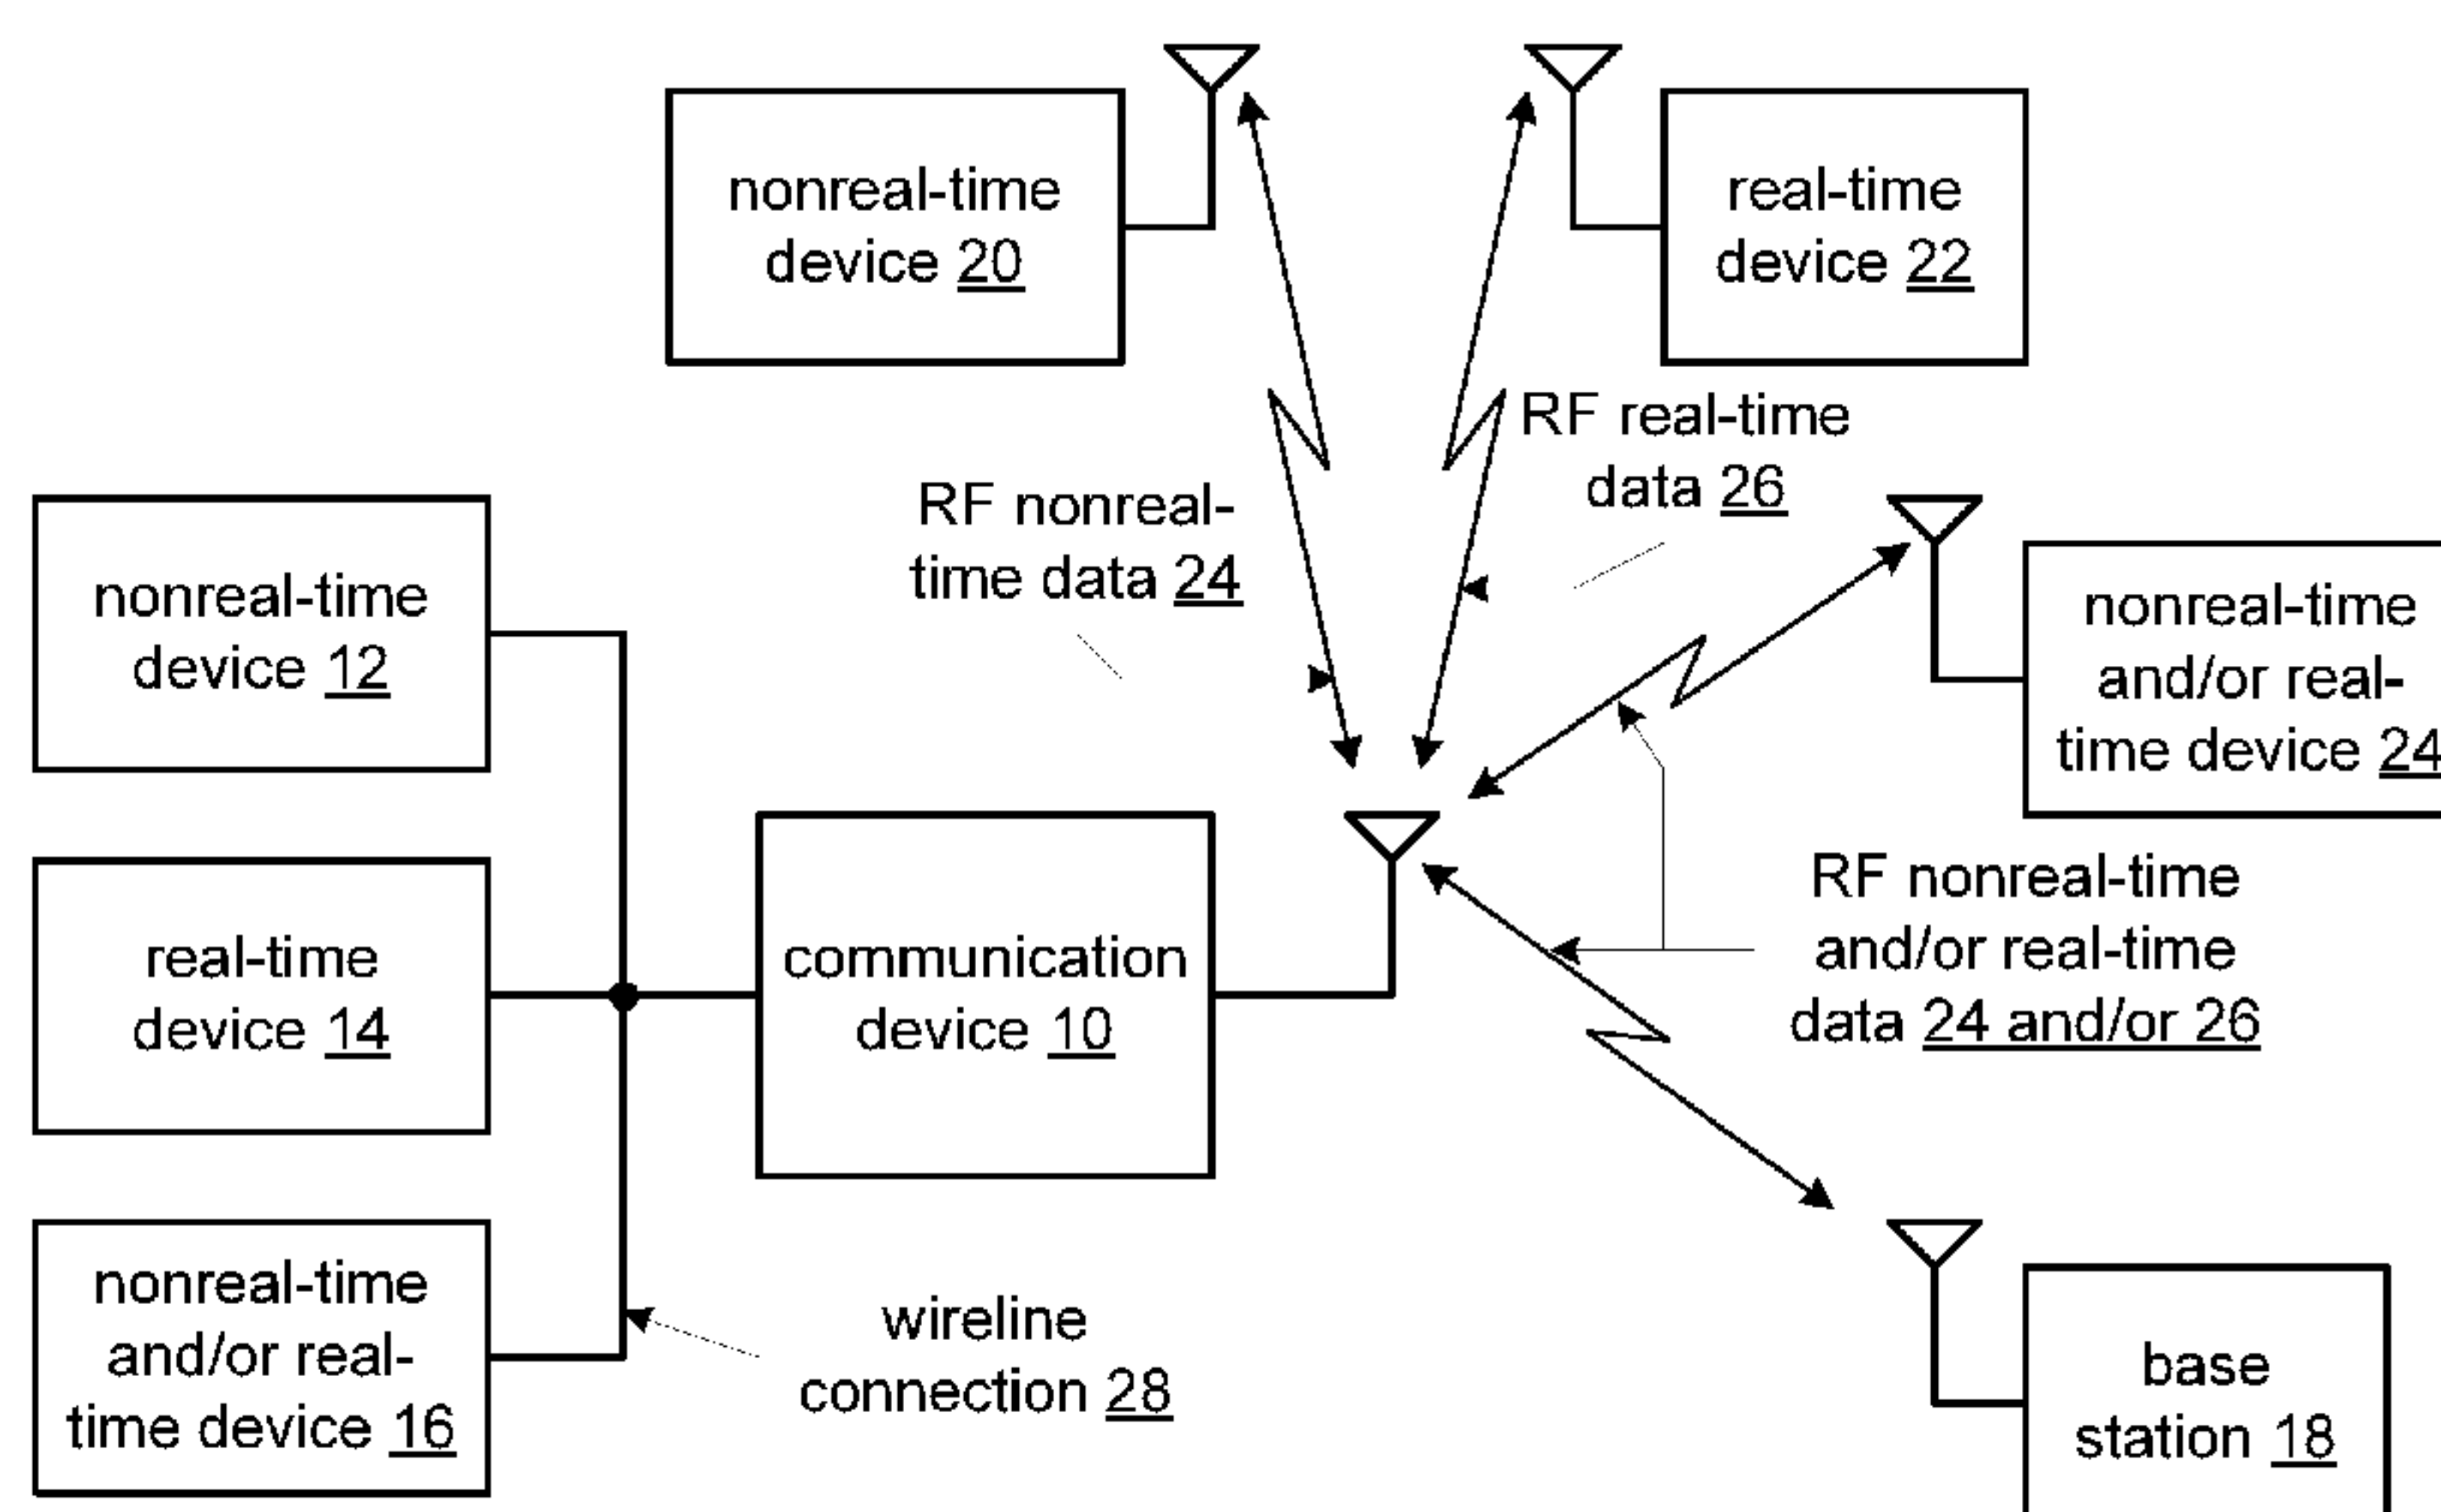 nonreal-time
device 20
real-time
device 22
RF real-time
data 26
RF nonreal-
time data 24
nonreal-time
device 12
nonreal-time
and/or real-
time device 24
real-time
device 14
communication
device 10
RF nonreal-time
and/or real-time
data 24 and/or 26
nonreal-time
and/or real-
time device 16
wireline
connection 28
base
station 18